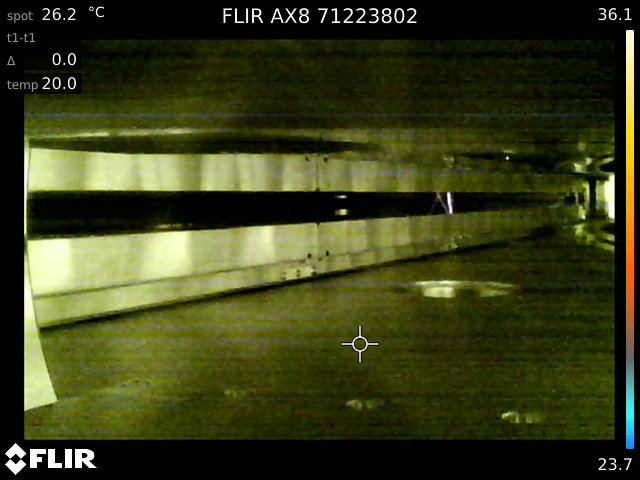 spot 26.2 °C
FLIR AX8 71223802
36.1
t1-t1
Δ 0.0
temp 20.0
FLIR
23.7